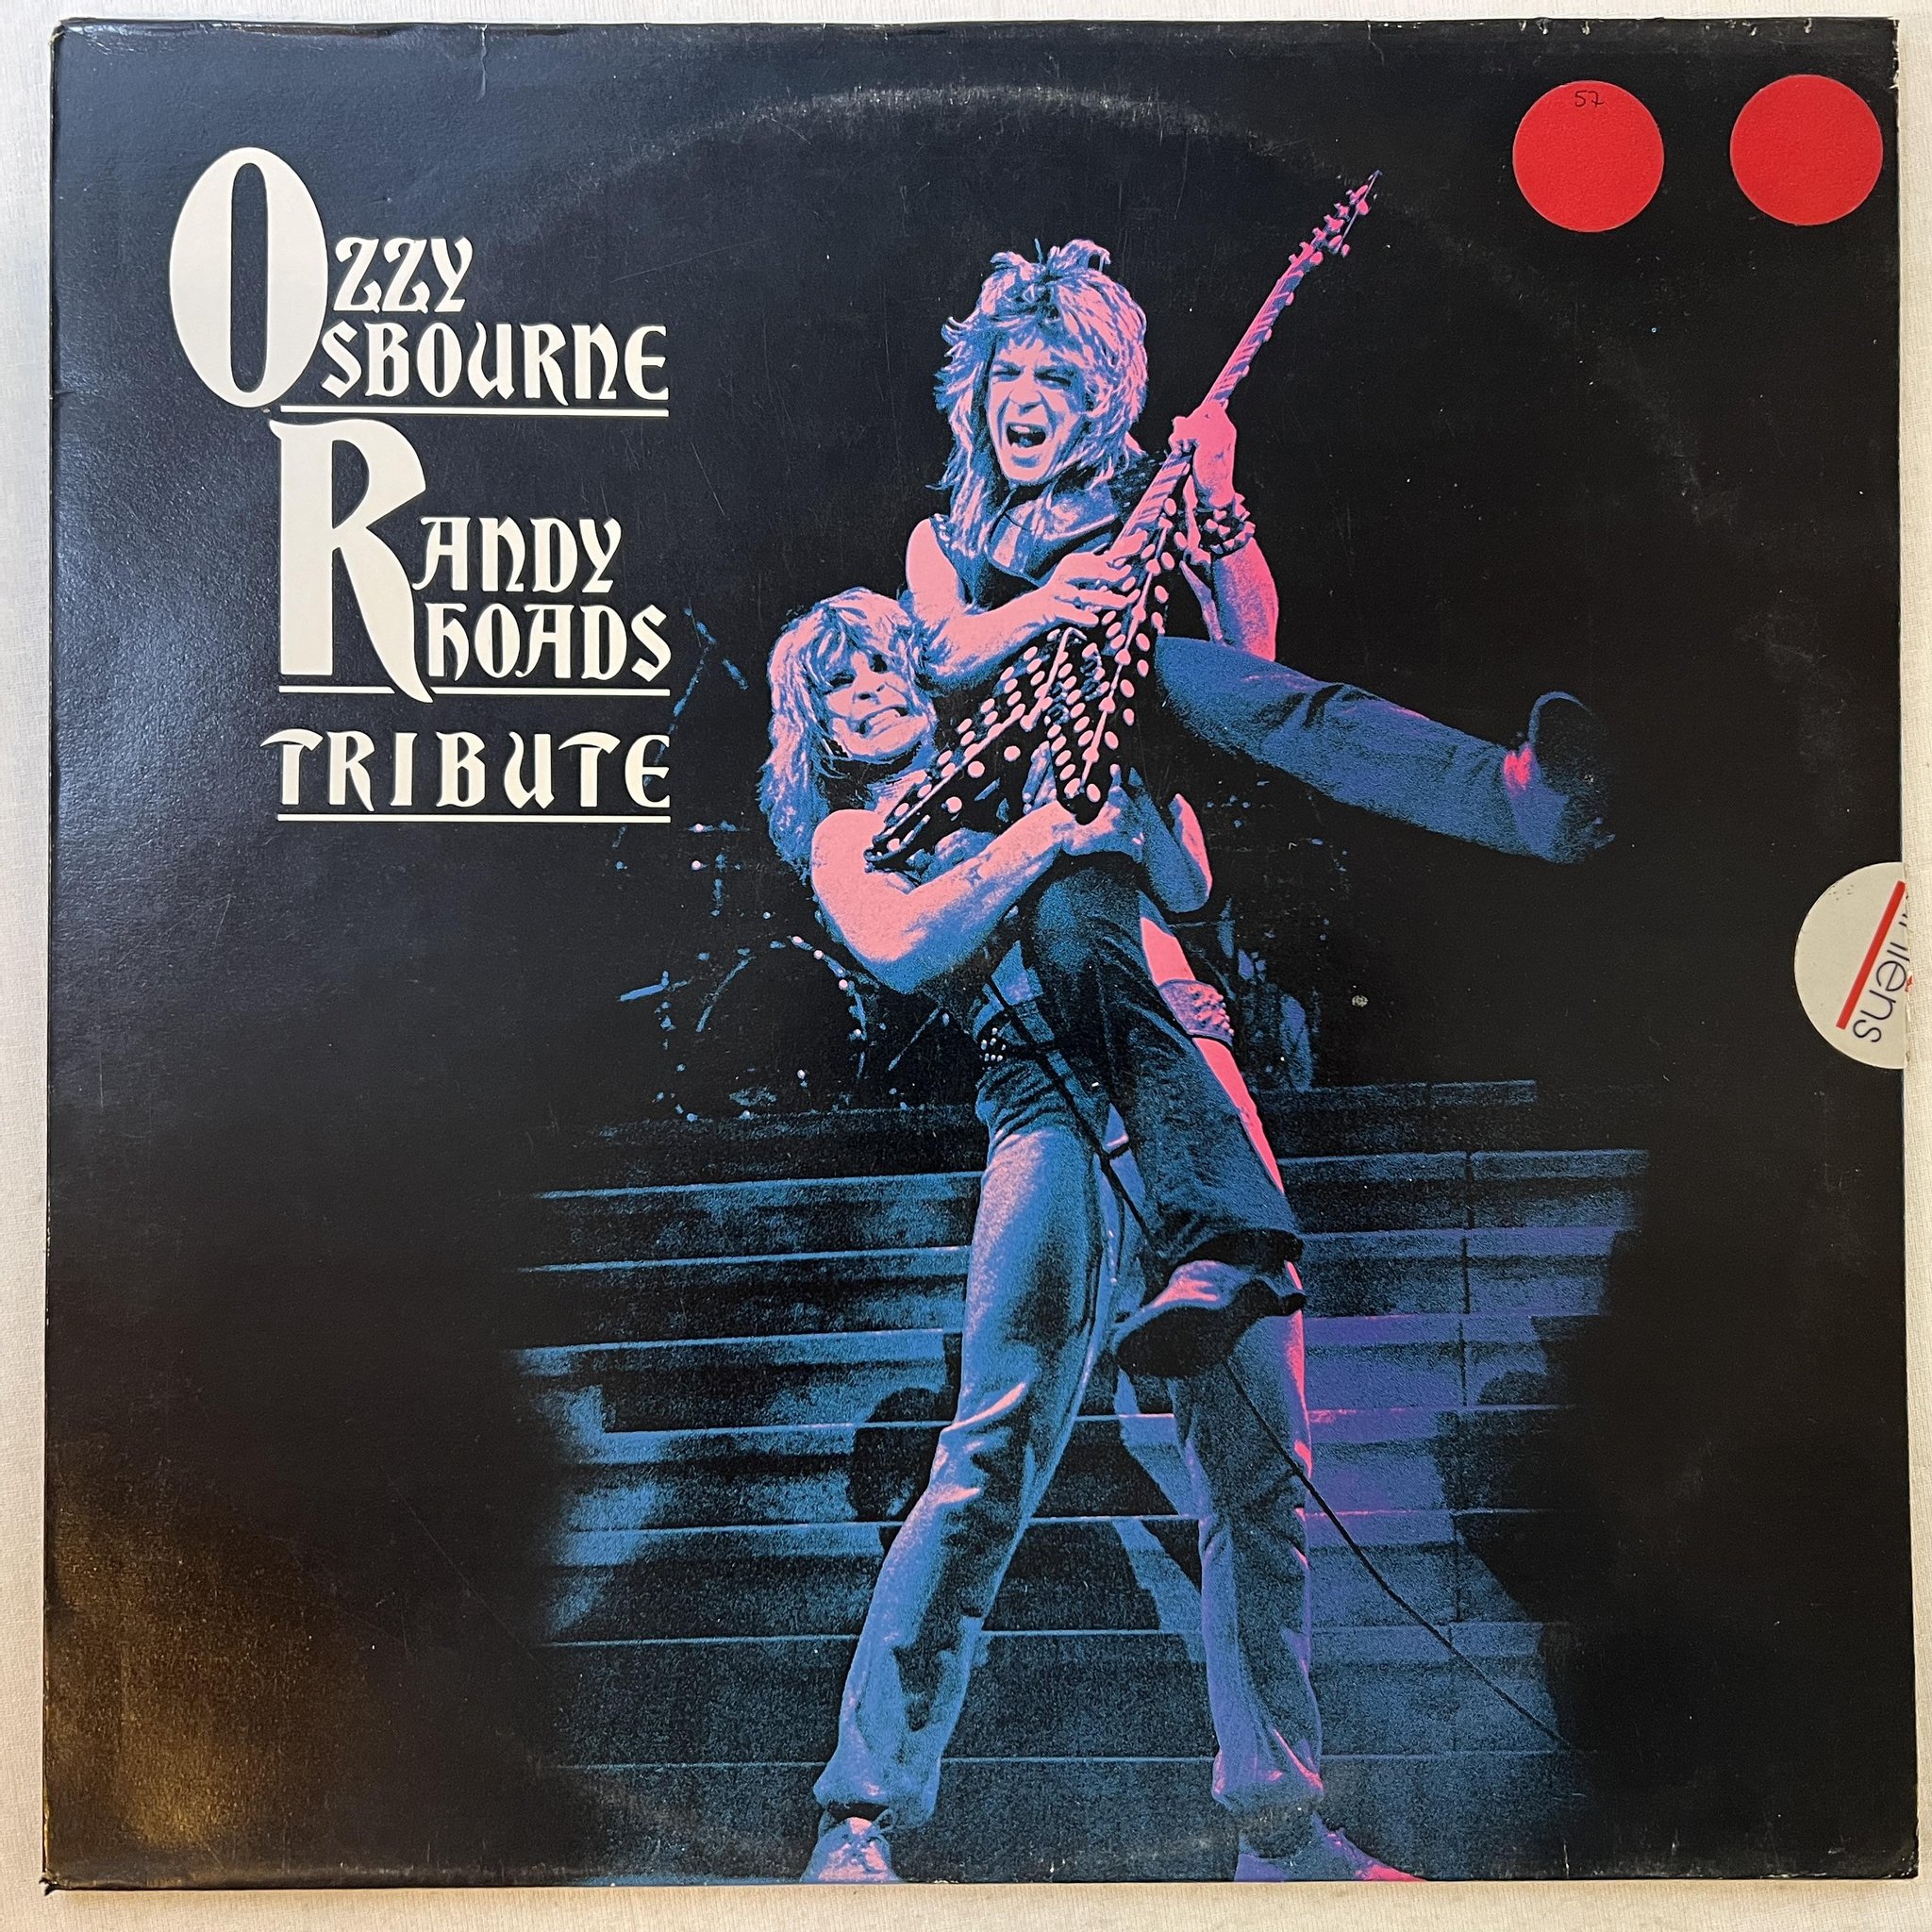 OZZY
OSBOURNE
RANDY
RHOADS
TRIBUTE
57